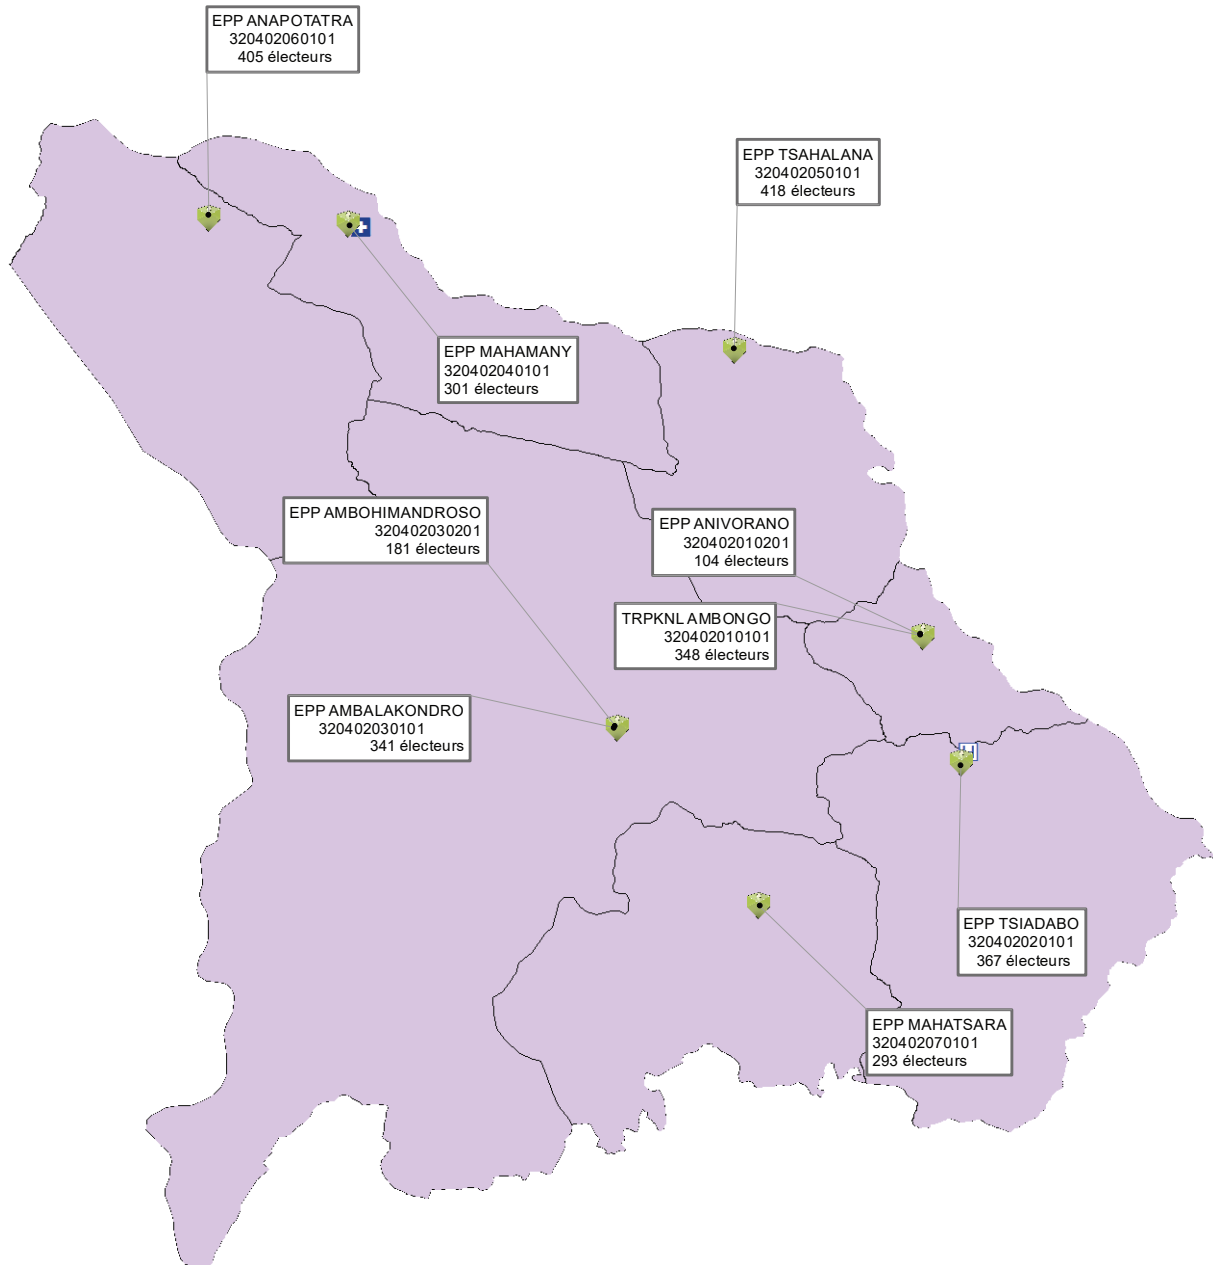 EPP ANAPOTATRA
320402060101
405 électeurs
EPP TSAHALANA
320402050101
418 électeurs
EPP MAHAMANY
320402040101
301 électeurs
EPP AMBOHIMANDROSO
320402030201
181 électeurs
EPP ANIVORANO
320402010201
104 électeurs
TRPKNL AMBONGO
320402010101
348 électeurs
EPP AMBALAKONDRO
320402030101
341 électeurs
H
EPP TSIADABO
320402020101
367 électeurs
EPP MAHATSARA
320402070101
293 électeurs